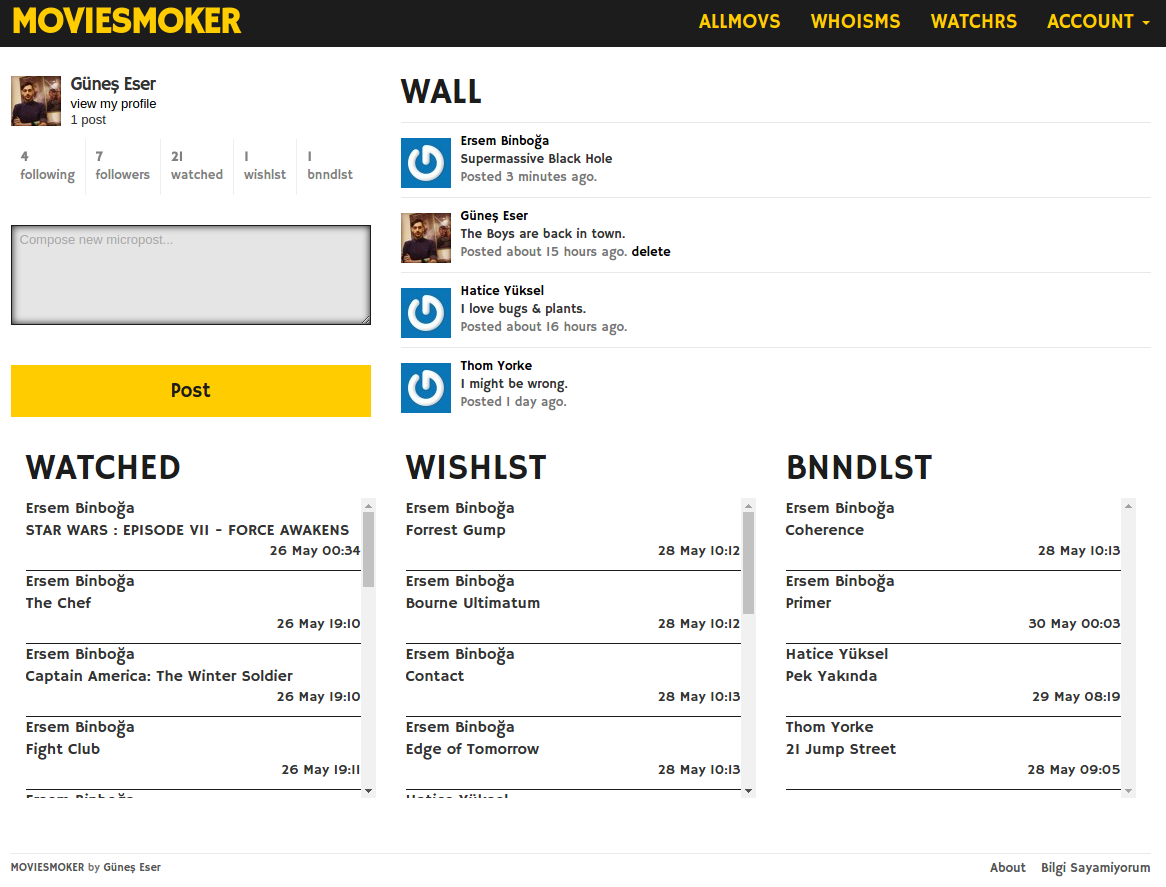 MOVIESMOKER
ALLMOVS WHOISMS WATCHRS ACCOUNT
Güneş Eser
view my profile
1 post
4 following
7 followers
21 watched
1 wishlst
1 bnndlst
Compose new micropost...
Post
WALL
Ersem Binboğa
Supermassive Black Hole
Posted 3 minutes ago.
Güneş Eser
The Boys are back in town.
Posted about 15 hours ago. delete
Hatice Yüksel
I love bugs & plants.
Posted about 16 hours ago.
Thom Yorke
I might be wrong.
Posted 1 day ago.
WATCHED
Ersem Binboğa
STAR WARS : EPISODE VII - FORCE AWAKENS
26 May 00:34
Ersem Binboğa
The Chef
26 May 19:10
Ersem Binboğa
Captain America: The Winter Soldier
26 May 19:10
Ersem Binboğa
Fight Club
26 May 19:11
Ersem Binboğa
WISHLST
Ersem Binboğa
Forrest Gump
28 May 10:12
Ersem Binboğa
Bourne Ultimatum
28 May 10:12
Ersem Binboğa
Contact
28 May 10:13
Ersem Binboğa
Edge of Tomorrow
28 May 10:13
Hatice Yüksel
BNNDLST
Ersem Binboğa
Coherence
28 May 10:13
Ersem Binboğa
Primer
30 May 00:03
Hatice Yüksel
Pek Yakında
29 May 08:19
Thom Yorke
21 Jump Street
28 May 09:05
MOVIESMOKER by Güneş Eser
About Bilgi Sayamiyorum